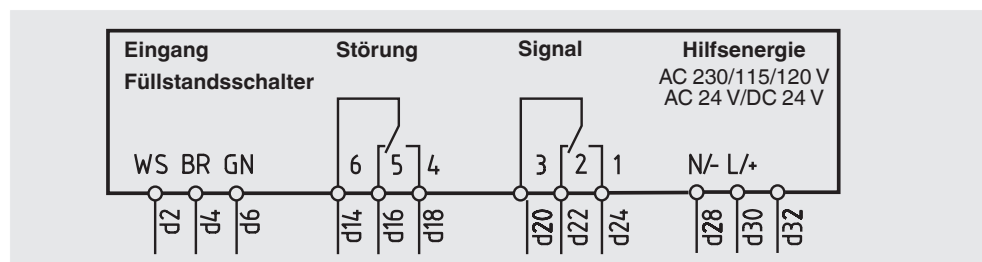 Eingang Störung Signal Hilfsenergie
Füllstandsschalter AC 230/115/120 V
AC 24 V/DC 24 V
WS BR GN 6 5 4 3 2 1 N/- L/+
d2 d4 d6 d14 d16 d18 d20 d22 d24 d28 d30 d32